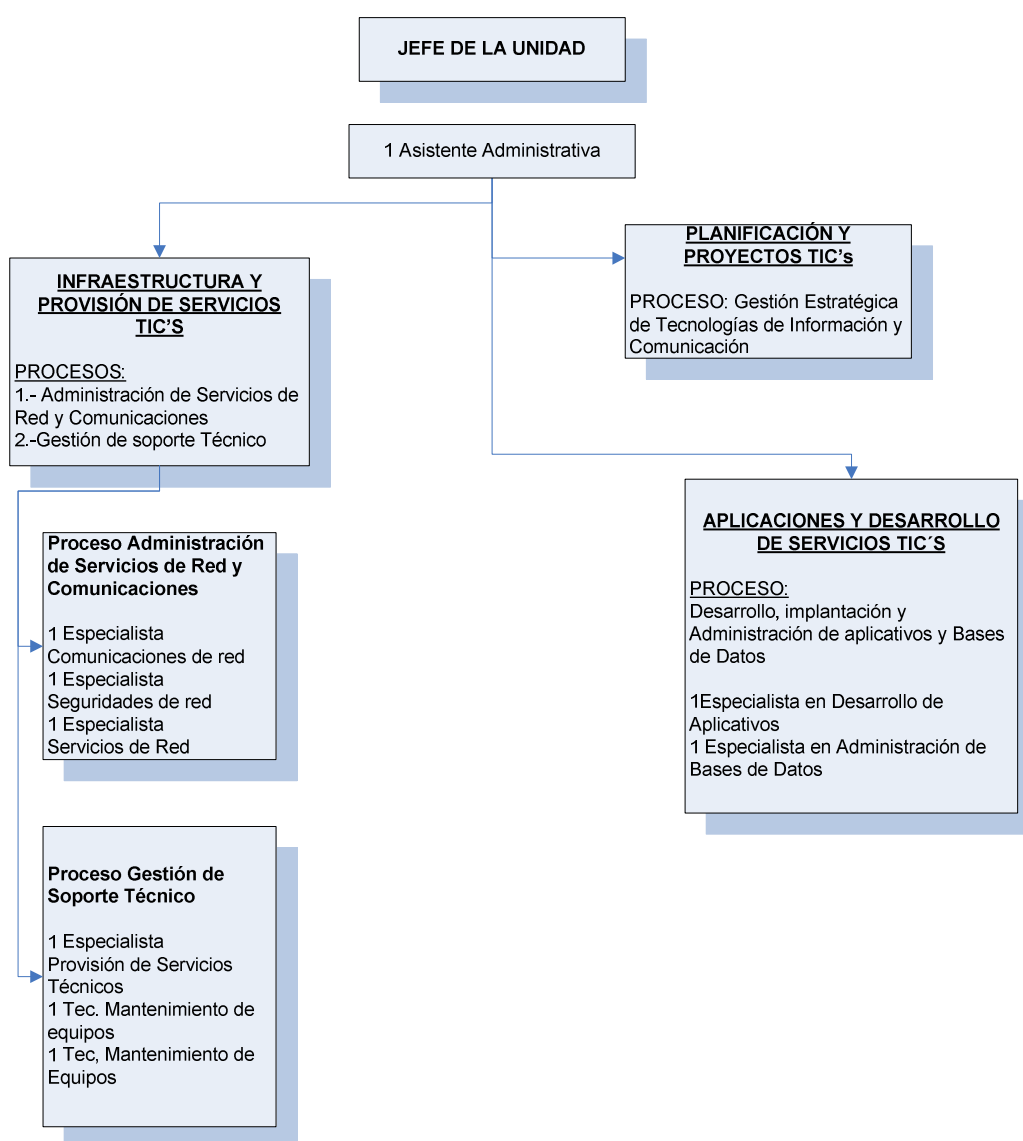 JEFE DE LA UNIDAD
1 Asistente Administrativa
PLANIFICACIÓN Y
PROYECTOS TIC's
PROCESO: Gestión Estratégica
de Tecnologías de Información y
Comunicación
INFRAESTRUCTURA Y
PROVISIÓN DE SERVICIOS
TIC'S
PROCESOS:
1.- Administración de Servicios de
Red y Comunicaciones
2.-Gestión de soporte Técnico
APLICACIONES Y DESARROLLO
DE SERVICIOS TIC´S
PROCESO:
Desarrollo, implantación y
Administración de aplicativos y Bases
de Datos
1Especialista en Desarrollo de
Aplicativos
1 Especialista en Administración de
Bases de Datos
Proceso Administración
de Servicios de Red y
Comunicaciones
1 Especialista
Comunicaciones de red
1 Especialista
Seguridades de red
1 Especialista
Servicios de Red
Proceso Gestión de
Soporte Técnico
1 Especialista
Provisión de Servicios
Técnicos
1 Tec. Mantenimiento de
equipos
1 Tec, Mantenimiento de
Equipos